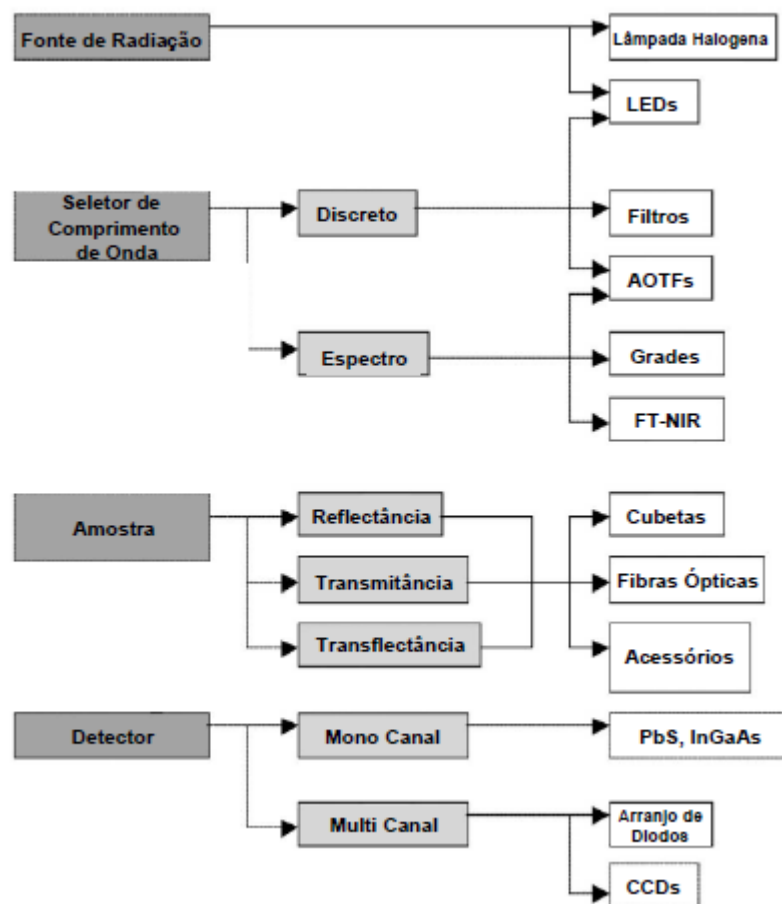 Fonte de Radiação
Lâmpada Halogena
LEDs
Seletor de
Comprimento
de Onda
Discreto
Filtros
AOTFs
Espectro
Grades
FT-NIR
Amostra
Reflectância
Cubetas
Transmitância
Fibras Ópticas
Transflectância
Acessórios
Detector
Mono Canal
PbS, InGaAs
Multi Canal
Arranjo de
Diodos
CCDs